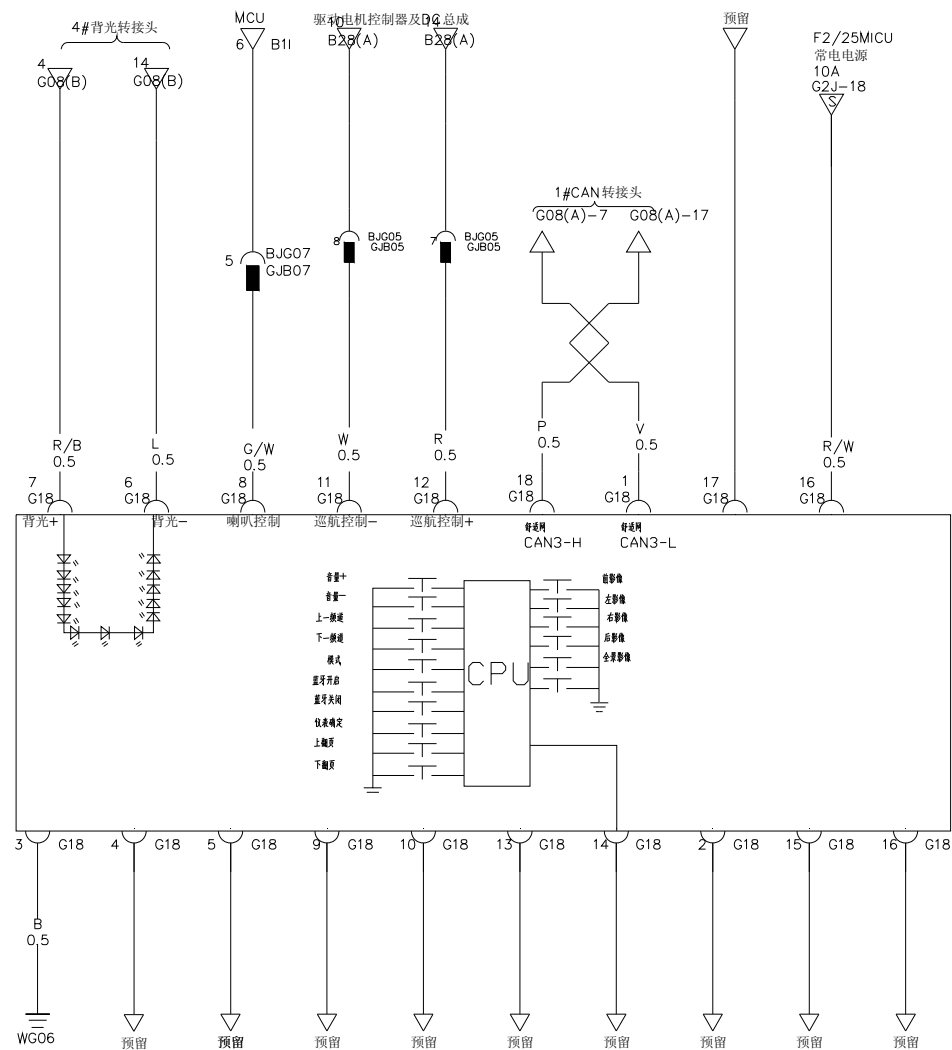 4#背光转接头
4
G08(B)
14
G08(B)
MCU
6 B11
驱动电机控制器及DC总成
10
B28(A)
14
B28(A)
预留
F2/25MICU
常电电源
10A
G2J-18
S
1#CAN转接头
G08(A)-7
G08(A)-17
5
BJG07
GJB07
8
BJG05
GJB05
7
BJG05
GJB05
R/B
0.5
L
0.5
G/W
0.5
W
0.5
R
0.5
P
0.5
V
0.5
R/W
0.5
7
G18
6
G18
8
G18
11
G18
12
G18
18
G18
1
G18
17
G18
16
G18
背光+
背光-
喇叭控制
巡航控制-
巡航控制+
舒适网
CAN3-H
舒适网
CAN3-L
音量+
音量-
上一频道
下一频道
模式
蓝牙开启
蓝牙关闭
仪表确定
上翻页
下翻页
CPU
前影像
左影像
右影像
后影像
全景影像
3 G18
4 G18
5 G18
9 G18
10 G18
13 G18
14 G18
2 G18
15 G18
16 G18
B
0.5
WG06
预留
预留
预留
预留
预留
预留
预留
预留
预留